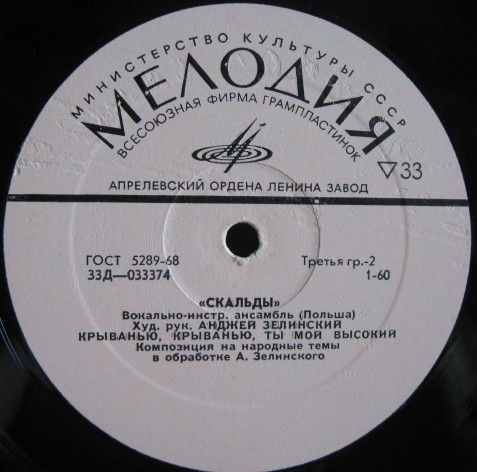 МИНИСТЕРСТВО КУЛЬТУРЫ СССР
МЕЛОДИЯ
ВСЕСОЮЗНАЯ ФИРМА ГРАМПЛАСТИНОК
▽33
АПРЕЛЕВСКИЙ ОРДЕНА ЛЕНИНА ЗАВОД
ГОСТ 5289-68 Третья гр.-2
33Д—033374 1-60
«СКАЛЬДЫ»
Вокально-инстр. ансамбль (Польша)
Худ. рук. АНДЖЕЙ ЗЕЛИНСКИЙ
КРЫВАНЬЮ, КРЫВАНЬЮ, ТЫ МОЙ ВЫСОКИЙ
Композиция на народные темы
в обработке А. Зелинского